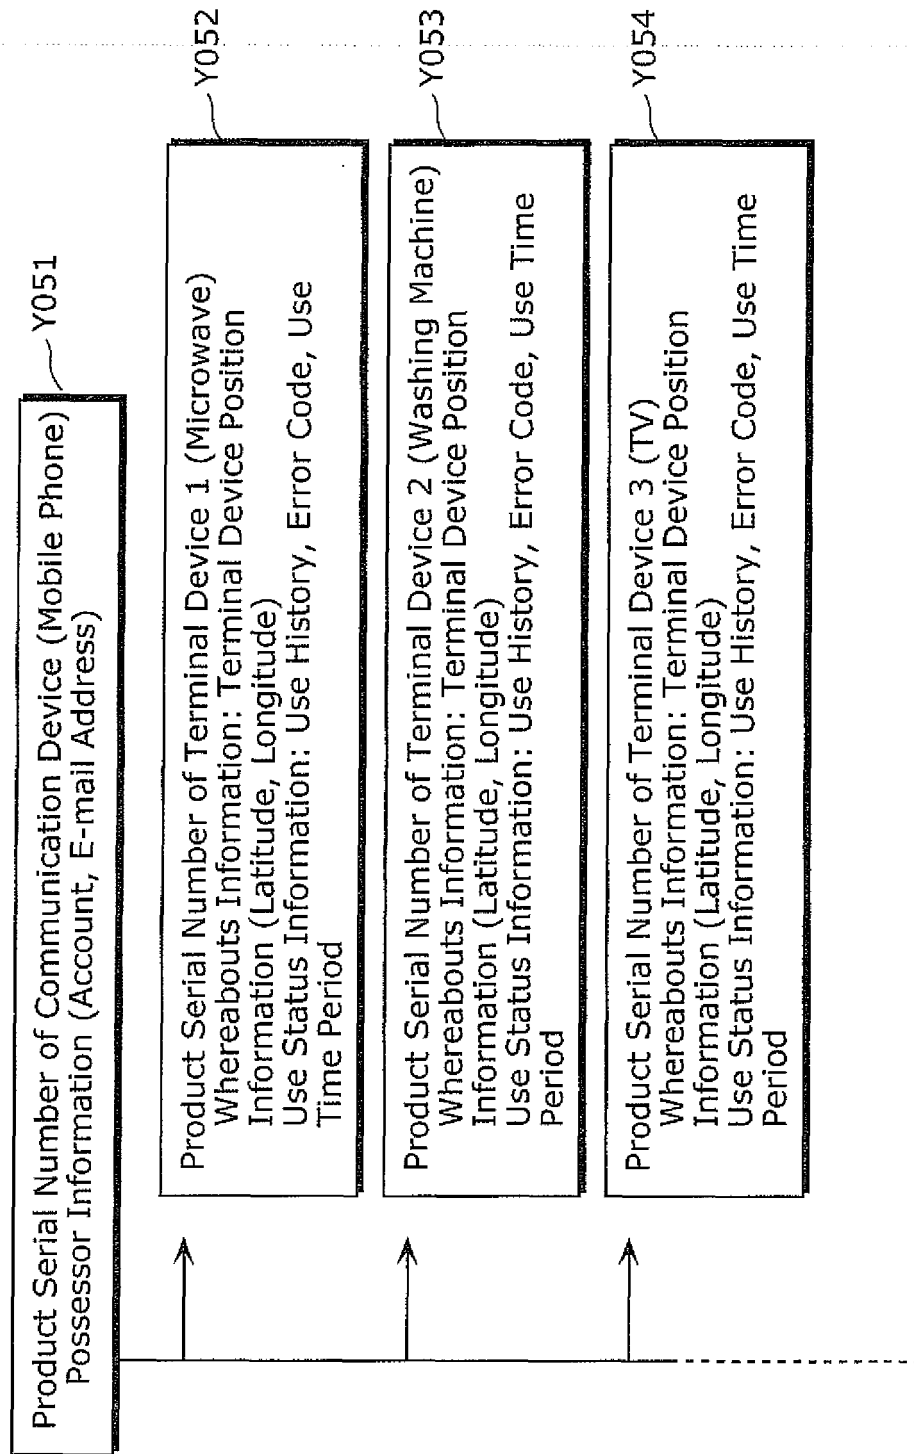 Product Serial Number of Communication Device (Mobile Phone)
Possessor Information (Account, E-mail Address)
Y051
Product Serial Number of Terminal Device 1 (Microwave)
Whereabouts Information: Terminal Device Position
Information (Latitude, Longitude)
Use Status Information: Use History, Error Code, Use
Time Period
Y052
Product Serial Number of Terminal Device 2 (Washing Machine)
Whereabouts Information: Terminal Device Position
Information (Latitude, Longitude)
Use Status Information: Use History, Error Code, Use Time
Period
Y053
Product Serial Number of Terminal Device 3 (TV)
Whereabouts Information: Terminal Device Position
Information (Latitude, Longitude)
Use Status Information: Use History, Error Code, Use Time
Period
Y054